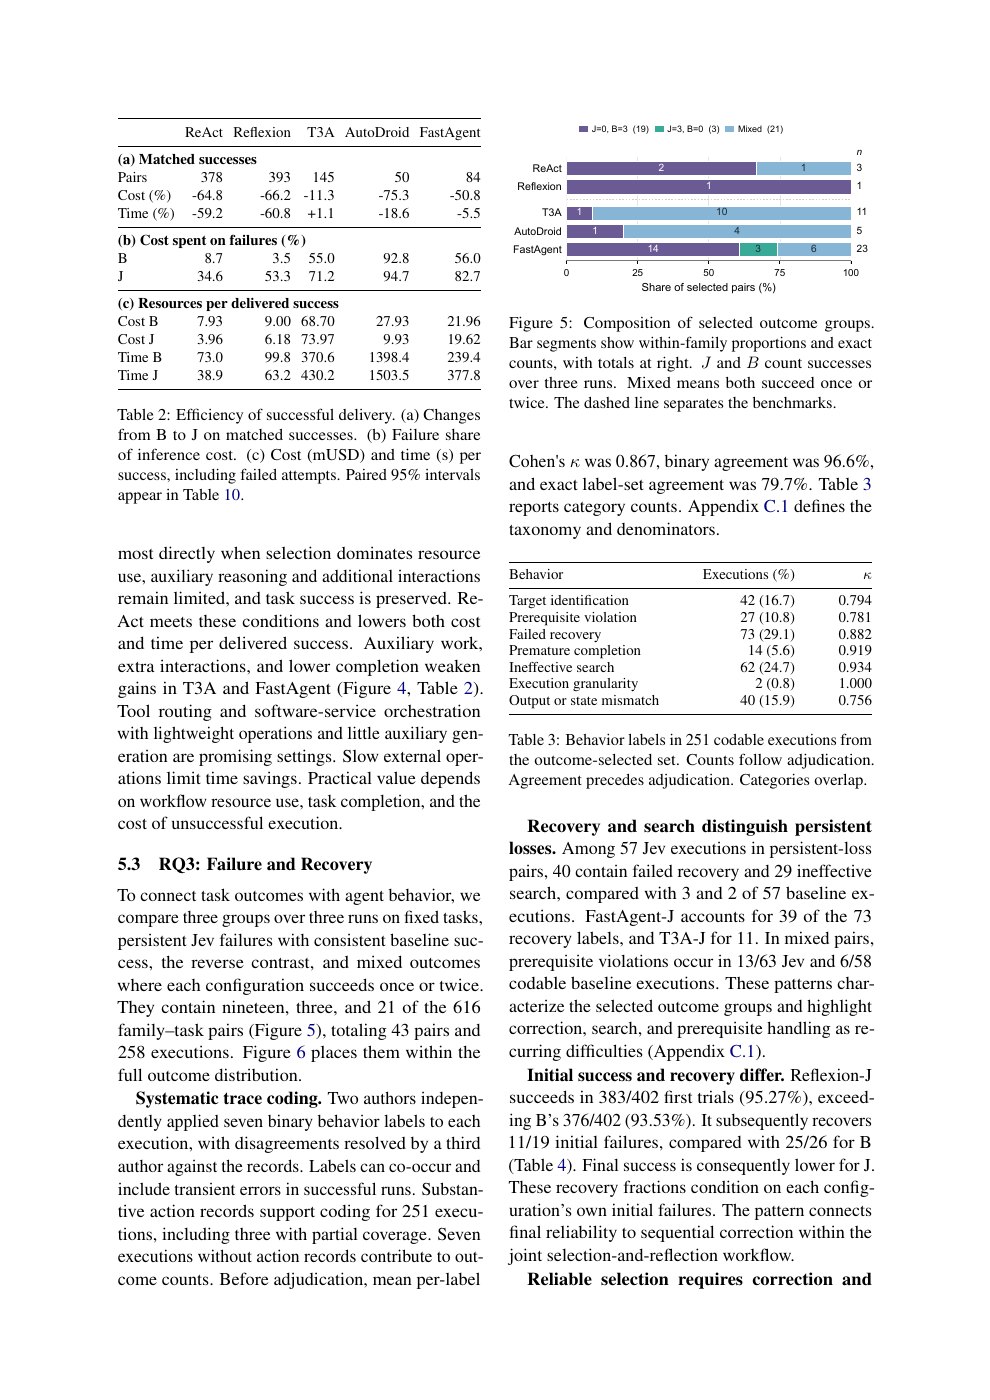 ReAct Reflexion T3A AutoDroid FastAgent
(a) Matched successes
Pairs 378 393 145 50 84
Cost (%) -64.8 -66.2 -11.3 -75.3 -50.8
Time (%) -59.2 -60.8 +1.1 -18.6 -5.5
(b) Cost spent on failures (%)
B 8.7 3.5 55.0 92.8 56.0
J 34.6 53.3 71.2 94.7 82.7
(c) Resources per delivered success
Cost B 7.93 9.00 68.70 27.93 21.96
Cost J 3.96 6.18 73.97 9.93 19.62
Time B 73.0 99.8 370.6 1398.4 239.4
Time J 38.9 63.2 430.2 1503.5 377.8
Table 2: Efficiency of successful delivery. (a) Changes
from B to J on matched successes. (b) Failure share
of inference cost. (c) Cost (mUSD) and time (s) per
success, including failed attempts. Paired 95% intervals
appear in Table 10.
most directly when selection dominates resource
use, auxiliary reasoning and additional interactions
remain limited, and task success is preserved. Re-
Act meets these conditions and lowers both cost
and time per delivered success. Auxiliary work,
extra interactions, and lower completion weaken
gains in T3A and FastAgent (Figure 4, Table 2).
Tool routing and software-service orchestration
with lightweight operations and little auxiliary gen-
eration are promising settings. Slow external oper-
ations limit time savings. Practical value depends
on workflow resource use, task completion, and the
cost of unsuccessful execution.
5.3 RQ3: Failure and Recovery
To connect task outcomes with agent behavior, we
compare three groups over three runs on fixed tasks,
persistent Jev failures with consistent baseline suc-
cess, the reverse contrast, and mixed outcomes
where each configuration succeeds once or twice.
They contain nineteen, three, and 21 of the 616
family–task pairs (Figure 5), totaling 43 pairs and
258 executions. Figure 6 places them within the
full outcome distribution.
Systematic trace coding. Two authors indepen-
dently applied seven binary behavior labels to each
execution, with disagreements resolved by a third
author against the records. Labels can co-occur and
include transient errors in successful runs. Substan-
tive action records support coding for 251 execu-
tions, including three with partial coverage. Seven
executions without action records contribute to out-
come counts. Before adjudication, mean per-label
J=0, B=3 (19) J=3, B=0 (3) Mixed (21)
n
ReAct 2 1 3
Reflexion 1 1
T3A 1 10 11
AutoDroid 1 4 5
FastAgent 14 3 6 23
0 25 50 75 100
Share of selected pairs (%)
Figure 5: Composition of selected outcome groups.
Bar segments show within-family proportions and exact
counts, with totals at right. J and B count successes
over three runs. Mixed means both succeed once or
twice. The dashed line separates the benchmarks.
Cohen's κ was 0.867, binary agreement was 96.6%,
and exact label-set agreement was 79.7%. Table 3
reports category counts. Appendix C.1 defines the
taxonomy and denominators.
Behavior Executions (%) κ
Target identification 42 (16.7) 0.794
Prerequisite violation 27 (10.8) 0.781
Failed recovery 73 (29.1) 0.882
Premature completion 14 (5.6) 0.919
Ineffective search 62 (24.7) 0.934
Execution granularity 2 (0.8) 1.000
Output or state mismatch 40 (15.9) 0.756
Table 3: Behavior labels in 251 codable executions from
the outcome-selected set. Counts follow adjudication.
Agreement precedes adjudication. Categories overlap.
Recovery and search distinguish persistent
losses. Among 57 Jev executions in persistent-loss
pairs, 40 contain failed recovery and 29 ineffective
search, compared with 3 and 2 of 57 baseline ex-
ecutions. FastAgent-J accounts for 39 of the 73
recovery labels, and T3A-J for 11. In mixed pairs,
prerequisite violations occur in 13/63 Jev and 6/58
codable baseline executions. These patterns char-
acterize the selected outcome groups and highlight
correction, search, and prerequisite handling as re-
curring difficulties (Appendix C.1).
Initial success and recovery differ. Reflexion-J
succeeds in 383/402 first trials (95.27%), exceed-
ing B's 376/402 (93.53%). It subsequently recovers
11/19 initial failures, compared with 25/26 for B
(Table 4). Final success is consequently lower for J.
These recovery fractions condition on each config-
uration's own initial failures. The pattern connects
final reliability to sequential correction within the
joint selection-and-reflection workflow.
Reliable selection requires correction and